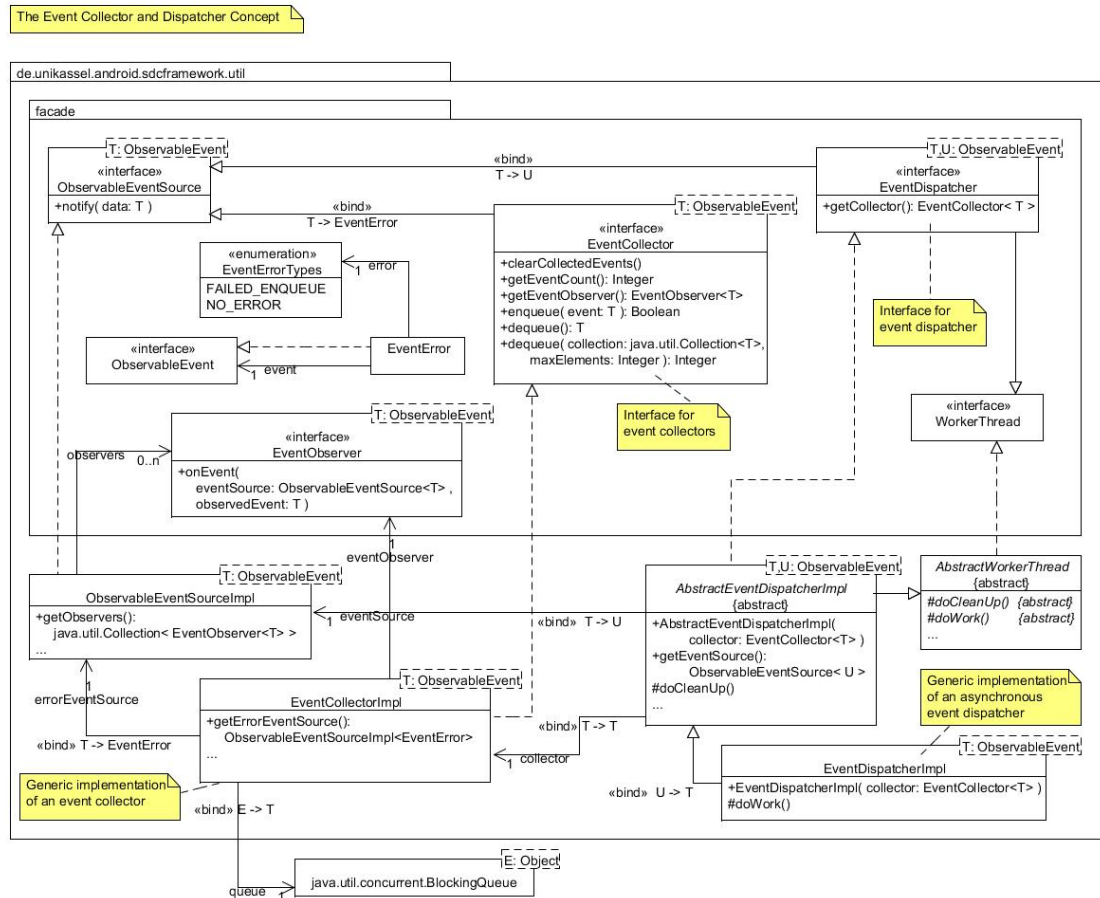 The Event Collector and Dispatcher Concept
de.unikassel.android.sdcframework.util
facade
T: ObservableEvent
«interface»
ObservableEventSource
+notify( data: T )
«bind»
T -> U
T,U: ObservableEvent
«interface»
EventDispatcher
+getCollector(): EventCollector< T >
«bind»
T -> EventError
T: ObservableEvent
«interface»
EventCollector
+clearCollectedEvents()
+getEventCount(): Integer
+getEventObserver(): EventObserver<T>
+enqueue( event: T ): Boolean
+dequeue(): T
+dequeue( collection: java.util.Collection<T>,
maxElements: Integer ): Integer
«enumeration»
EventErrorTypes
FAILED_ENQUEUE
NO_ERROR
1 error
«interface»
ObservableEvent
1 event
EventError
Interface for
event dispatcher
Interface for
event collectors
«interface»
WorkerThread
T: ObservableEvent
«interface»
EventObserver
+onEvent(
eventSource: ObservableEventSource<T> ,
observedEvent: T )
observers
0..n
1
eventObserver
T: ObservableEvent
ObservableEventSourceImpl
+getObservers():
java.util.Collection< EventObserver<T> >
...
1 eventSource
«bind» T -> U
T,U: ObservableEvent
AbstractEventDispatcherImpl
{abstract}
+AbstractEventDispatcherImpl(
collector: EventCollector<T> )
+getEventSource():
ObservableEventSource< U >
#doCleanUp()
...
AbstractWorkerThread
{abstract}
#doCleanUp() {abstract}
#doWork() {abstract}
...
1
errorEventSource
«bind» T -> EventError
T: ObservableEvent
EventCollectorImpl
+getErrorEventSource():
ObservableEventSourceImpl<EventError>
...
«bind» T -> T
1 collector
Generic implementation
of an asynchronous
event dispatcher
Generic implementation
of an event collector
«bind» E -> T
«bind» U -> T
T: ObservableEvent
EventDispatcherImpl
+EventDispatcherImpl( collector: EventCollector<T> )
#doWork()
queue
1
E: Object
java.util.concurrent.BlockingQueue